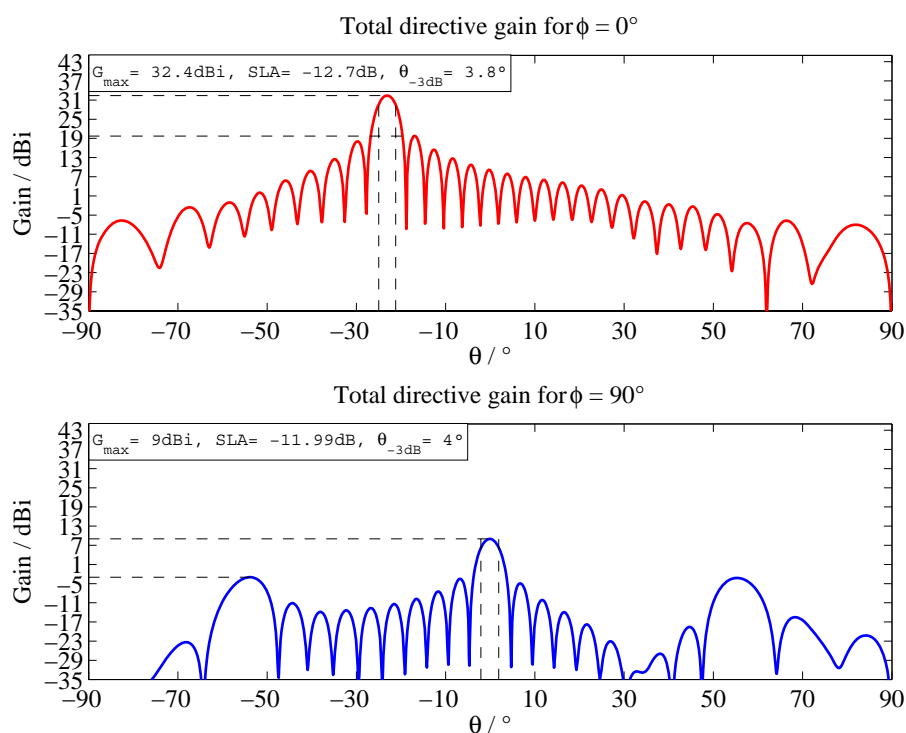 Total directive gain for ϕ = 0°
G_max= 32.4dBi, SLA= -12.7dB, θ_-3dB= 3.8°
Gain / dBi
43
37
31
25
19
13
7
1
−5
−11
−17
−23
−29
−35
−90 −70 −50 −30 −10 10 30 50 70 90
θ / °
Total directive gain for ϕ = 90°
G_max= 9dBi, SLA= -11.99dB, θ_-3dB= 4°
Gain / dBi
43
37
31
25
19
13
7
1
−5
−11
−17
−23
−29
−35
−90 −70 −50 −30 −10 10 30 50 70 90
θ / °